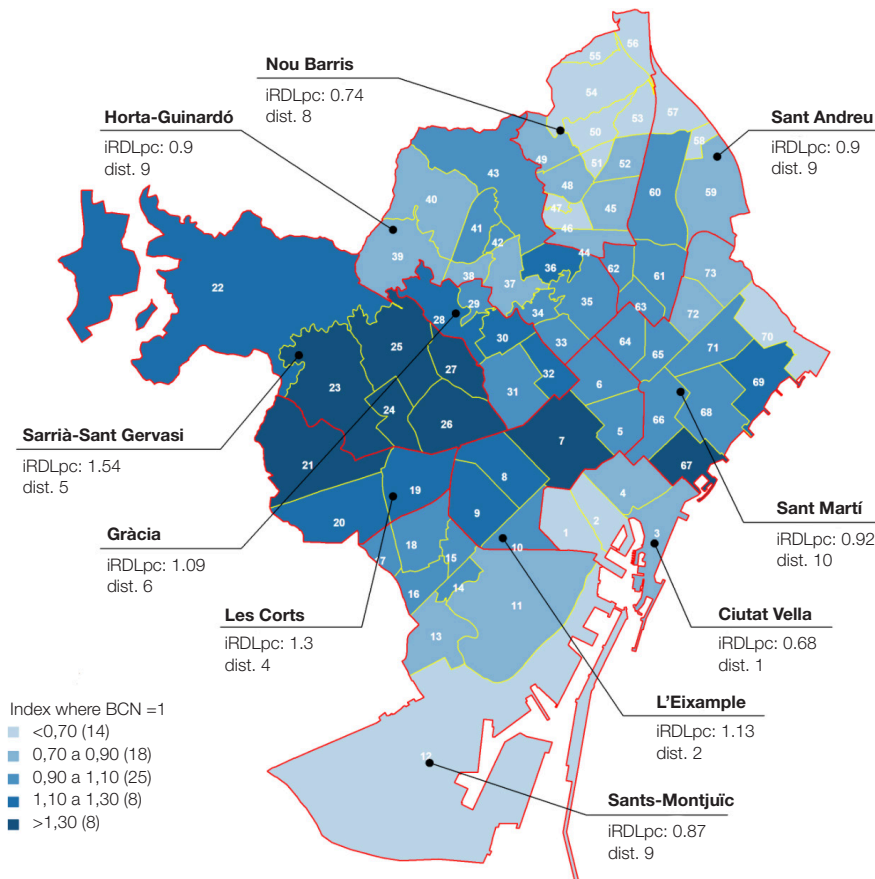 Nou Barris
iRDLpc: 0.74
dist. 8
Horta-Guinardó
iRDLpc: 0.9
dist. 9
Sant Andreu
iRDLpc: 0.9
dist. 9
Sarrià-Sant Gervasi
iRDLpc: 1.54
dist. 5
Gràcia
iRDLpc: 1.09
dist. 6
Les Corts
iRDLpc: 1.3
dist. 4
Sant Martí
iRDLpc: 0.92
dist. 10
Ciutat Vella
iRDLpc: 0.68
dist. 1
L'Eixample
iRDLpc: 1.13
dist. 2
Sants-Montjuïc
iRDLpc: 0.87
dist. 9
56
55
54
57
53
50
58
49
51
52
43
48
60
59
40
47
45
46
41
42
44
39
38
36
62
61
73
22
37
29
28
35
63
72
34
70
25
30
33
64
65
71
27
23
32
31
6
69
24
26
66
68
5
7
21
67
19
8
4
20
9
1
2
3
10
18
15
7
14
16
11
13
12
Index where BCN =1
<0,70 (14)
0,70 a 0,90 (18)
0,90 a 1,10 (25)
1,10 a 1,30 (8)
>1,30 (8)